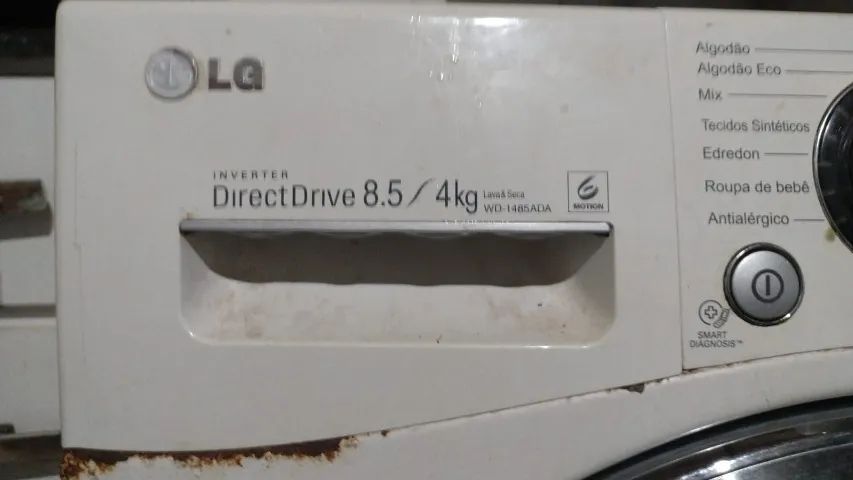 LG
INVERTER
DirectDrive 8.5 / 4kg Lava&Seca
WD-1485ADA
6 MOTION
Algodão
Algodão Eco
Mix
Tecidos Sintéticos
Edredon
Roupa de bebê
Antialérgico
SMART
DIAGNOSIS™